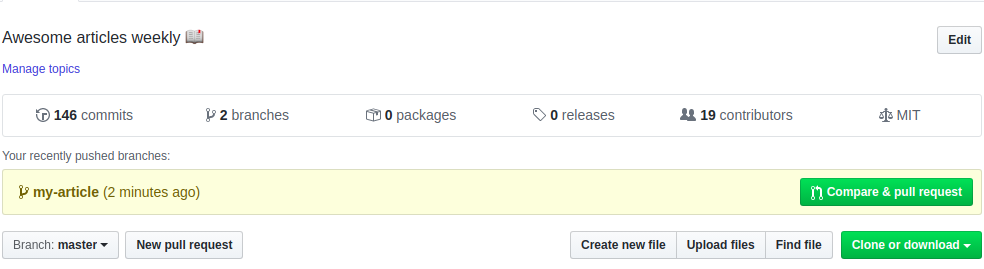 Awesome articles weekly 📖
Edit
Manage topics
146 commits 2 branches 0 packages 0 releases 19 contributors MIT
Your recently pushed branches:
my-article (2 minutes ago) Compare & pull request
Branch: master New pull request Create new file Upload files Find file Clone or download